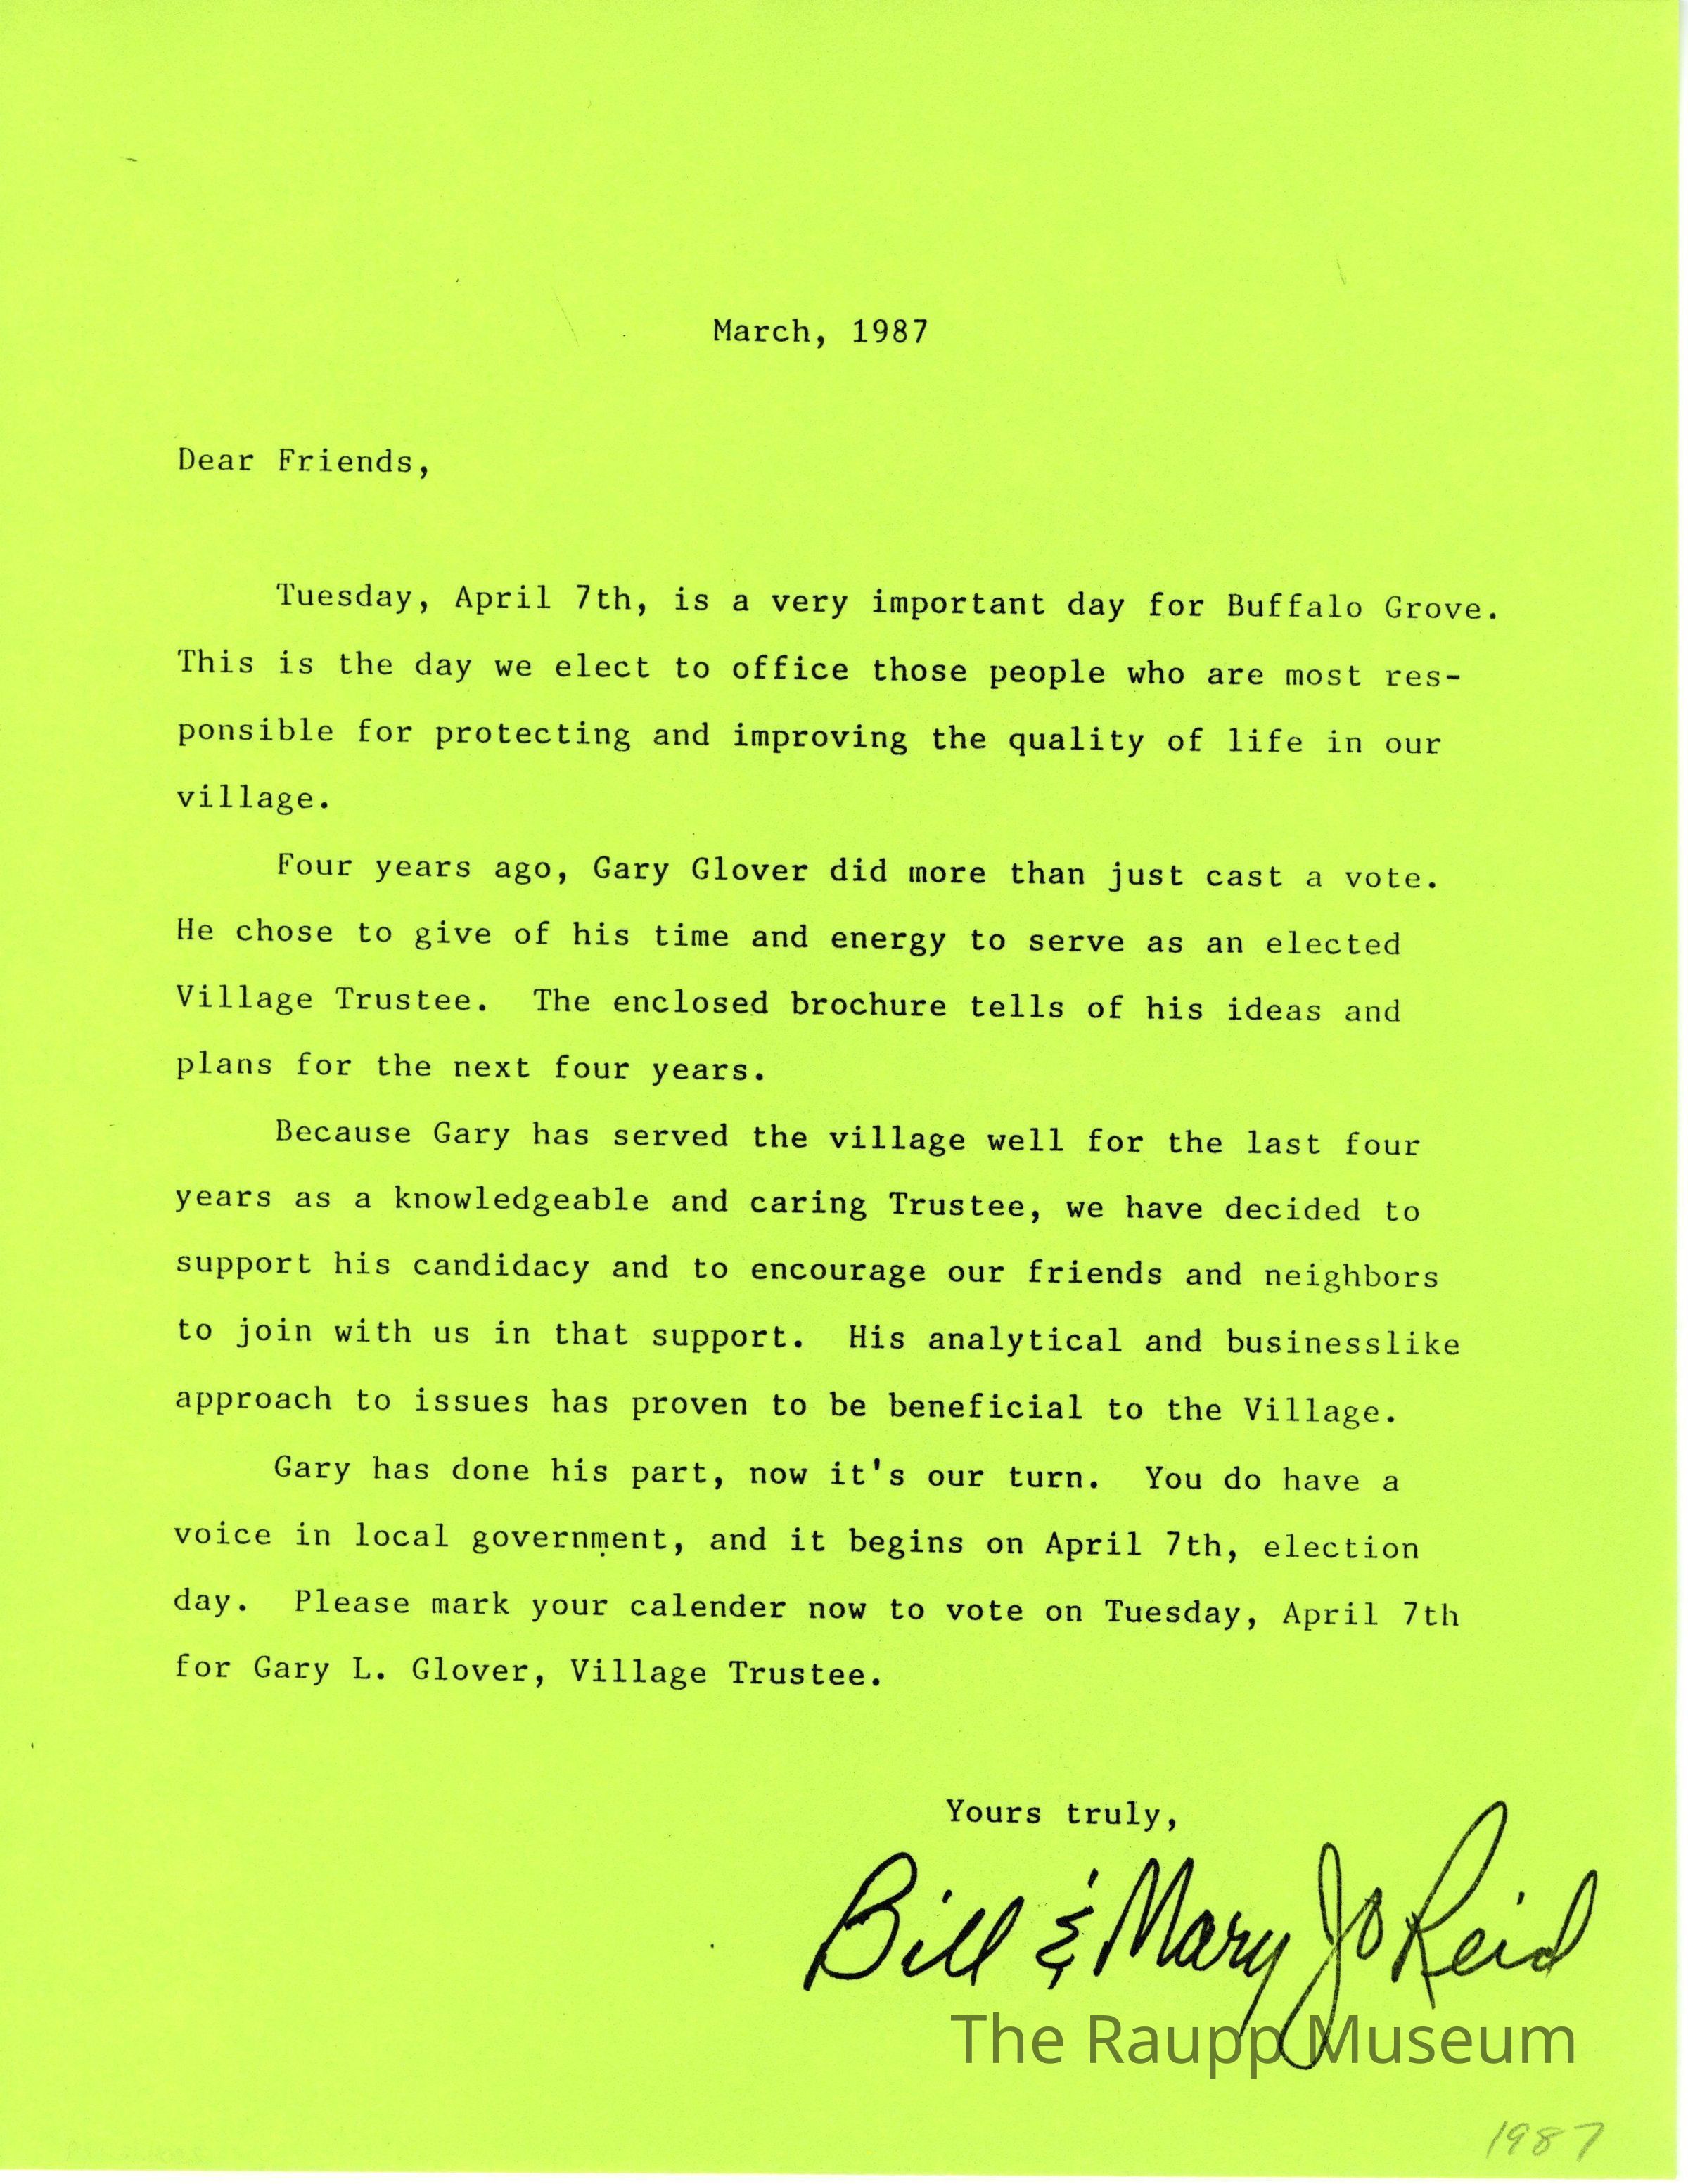 March, 1987
Dear Friends,
Tuesday, April 7th, is a very important day for Buffalo Grove.
This is the day we elect to office those people who are most res-
ponsible for protecting and improving the quality of life in our
village.
Four years ago, Gary Glover did more than just cast a vote.
He chose to give of his time and energy to serve as an elected
Village Trustee.  The enclosed brochure tells of his ideas and
plans for the next four years.
Because Gary has served the village well for the last four
years as a knowledgeable and caring Trustee, we have decided to
support his candidacy and to encourage our friends and neighbors
to join with us in that support.  His analytical and businesslike
approach to issues has proven to be beneficial to the Village.
Gary has done his part, now it's our turn.  You do have a
voice in local government, and it begins on April 7th, election
day.  Please mark your calender now to vote on Tuesday, April 7th
for Gary L. Glover, Village Trustee.
Yours truly,
Bill & Mary Jo Reid
The Raupp Museum
1987